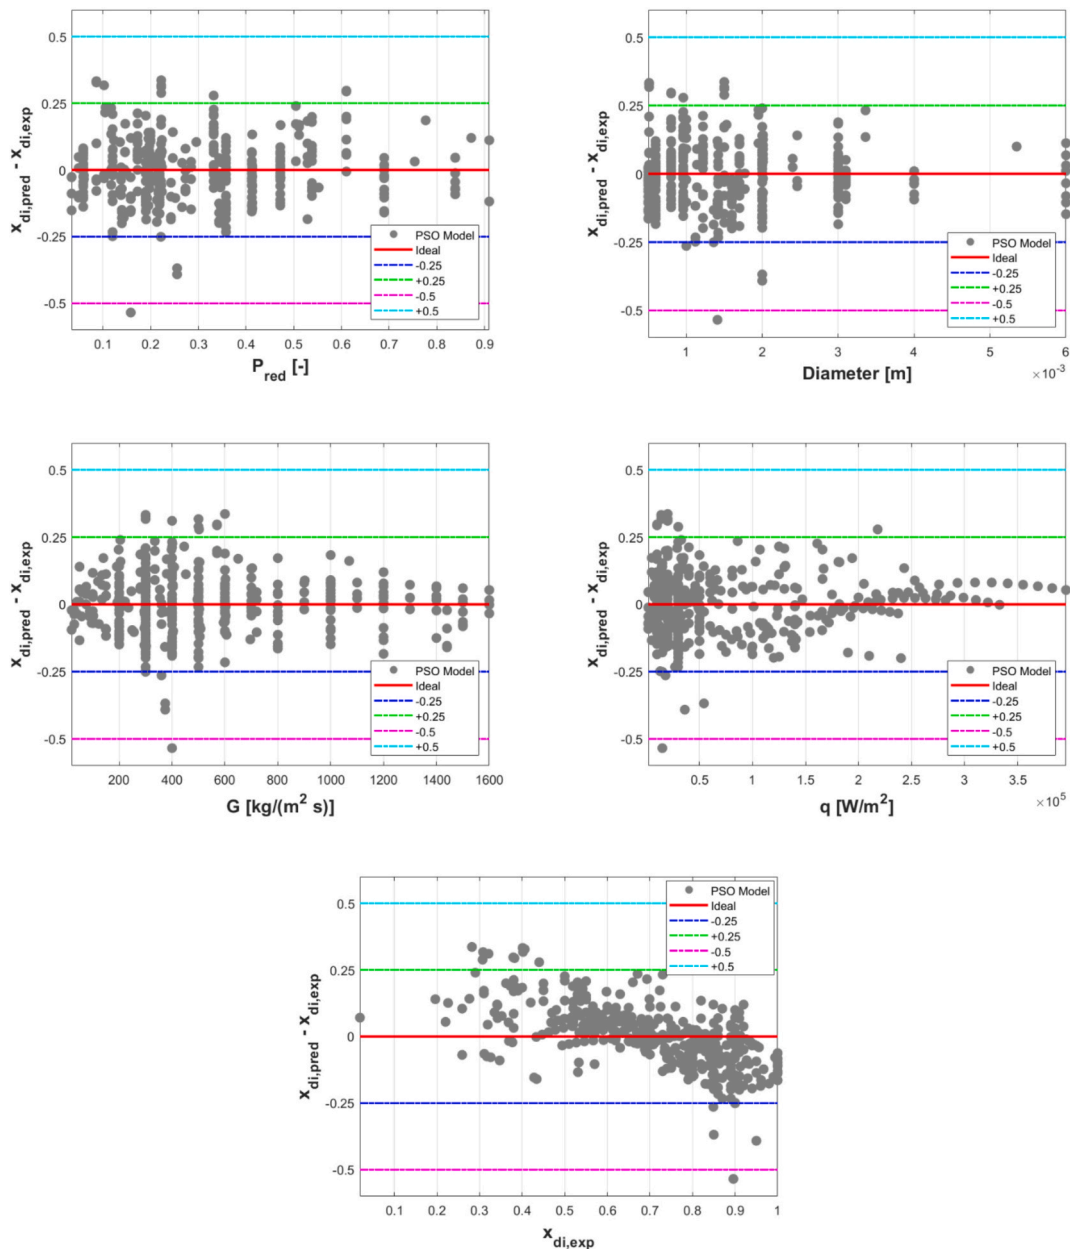 0.5
0.25
0
-0.25
-0.5
x_di,pred - x_di,exp
PSO Model
Ideal
-0.25
+0.25
-0.5
+0.5
0.1 0.2 0.3 0.4 0.5 0.6 0.7 0.8 0.9
P_red [-]
0.5
0.25
0
-0.25
-0.5
x_di,pred - x_di,exp
PSO Model
Ideal
-0.25
+0.25
-0.5
+0.5
1 2 3 4 5 6
Diameter [m]
×10^-3
0.5
0.25
0
-0.25
-0.5
x_di,pred - x_di,exp
PSO Model
Ideal
-0.25
+0.25
-0.5
+0.5
200 400 600 800 1000 1200 1400 1600
G [kg/(m^2 s)]
0.5
0.25
0
-0.25
-0.5
x_di,pred - x_di,exp
PSO Model
Ideal
-0.25
+0.25
-0.5
+0.5
0.5 1 1.5 2 2.5 3 3.5
q [W/m^2]
×10^5
0.5
0.25
0
-0.25
-0.5
x_di,pred - x_di,exp
PSO Model
Ideal
-0.25
+0.25
-0.5
+0.5
0.1 0.2 0.3 0.4 0.5 0.6 0.7 0.8 0.9 1
x_di,exp